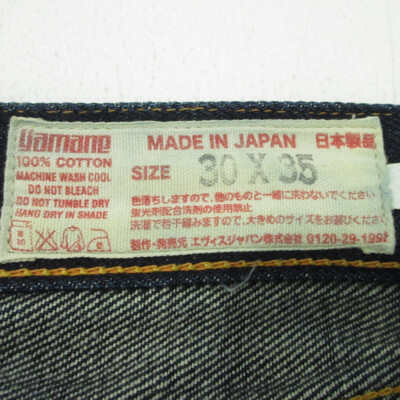 Yamane
MADE IN JAPAN 日本製品
100% COTTON
MACHINE WASH COOL
DO NOT BLEACH
DO NOT TUMBLE DRY
HANG DRY IN SHADE
SIZE 30 X 35
色落ちしますので、他のものと一緒に洗わないでください
蛍光剤配合洗剤の使用禁止
洗濯で若干縮みますので、大きめのサイズをお選びください
製作・発売元 エヴィスジャパン株式会社 0120-29-1991